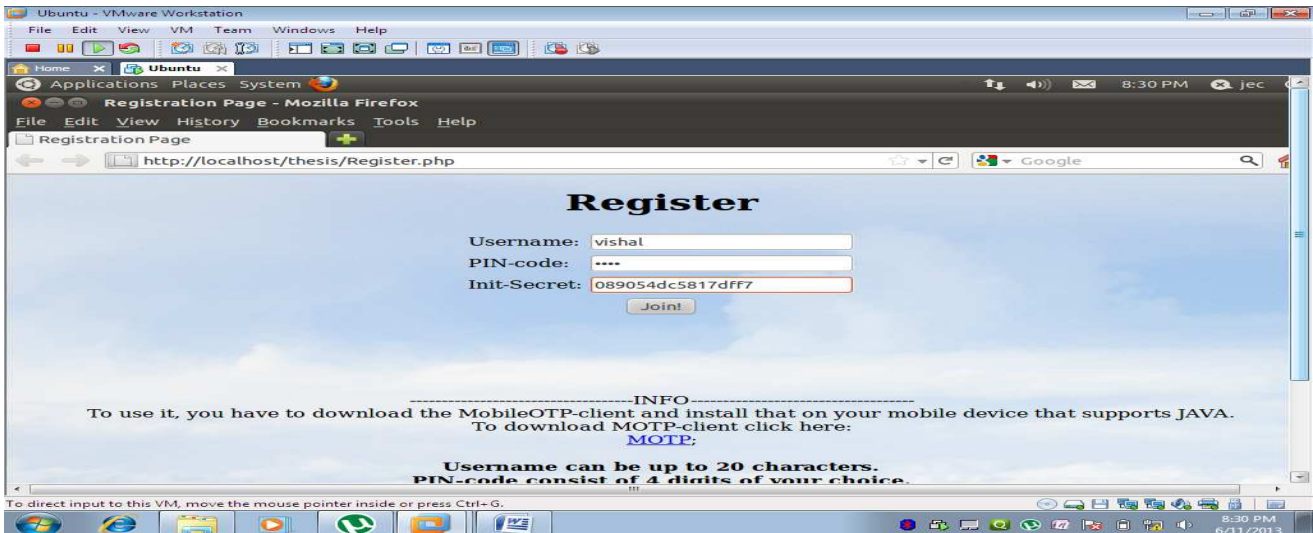 Ubuntu - VMware Workstation
File Edit View VM Team Windows Help
Home Ubuntu
Applications Places System 8:30 PM jec
Registration Page - Mozilla Firefox
File Edit View History Bookmarks Tools Help
Registration Page
http://localhost/thesis/Register.php Google
Register
Username: vishal
PIN-code: ••••
Init-Secret: 089054dc5817dff7
Join!
---------------------------------INFO---------------------------------
To use it, you have to download the MobileOTP-client and install that on your mobile device that supports JAVA.
To download MOTP-client click here:
MOTP;
Username can be up to 20 characters.
PIN-code consist of 4 digits of your choice.
To direct input to this VM, move the mouse pointer inside or press Ctrl+G.
8:30 PM
6/11/2013